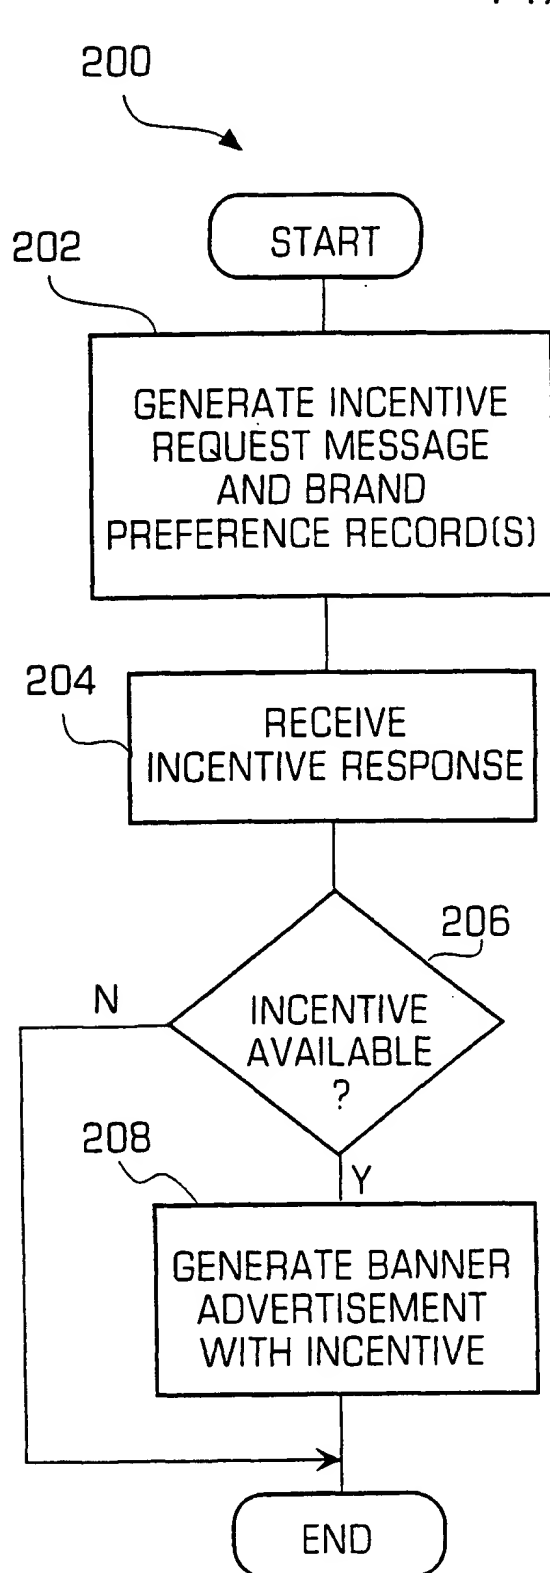 200
START
202
GENERATE INCENTIVE
REQUEST MESSAGE
AND BRAND
PREFERENCE RECORD(S)
204
RECEIVE
INCENTIVE RESPONSE
206
INCENTIVE
AVAILABLE
?
N
Y
208
GENERATE BANNER
ADVERTISEMENT
WITH INCENTIVE
END